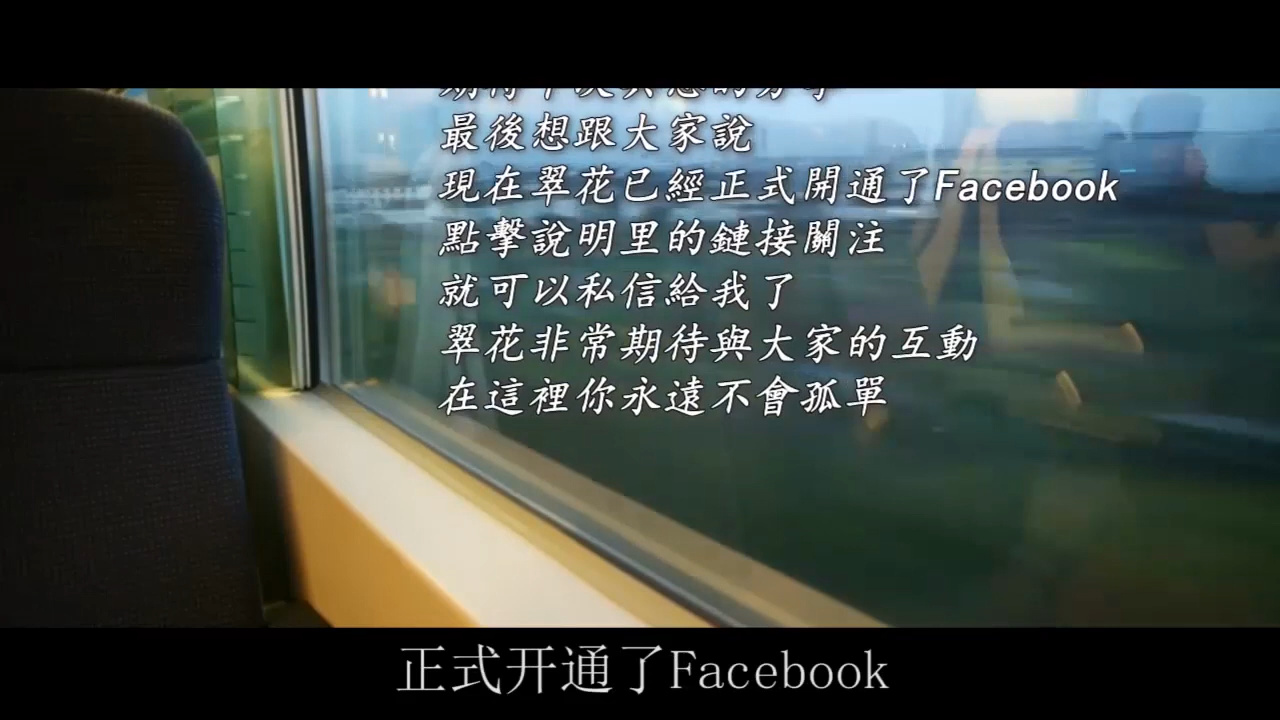 最後想跟大家說
現在翠花已經正式開通了Facebook
點擊說明里的鏈接關注
就可以私信給我了
翠花非常期待與大家的互動
在這裡你永遠不會孤單
正式开通了Facebook